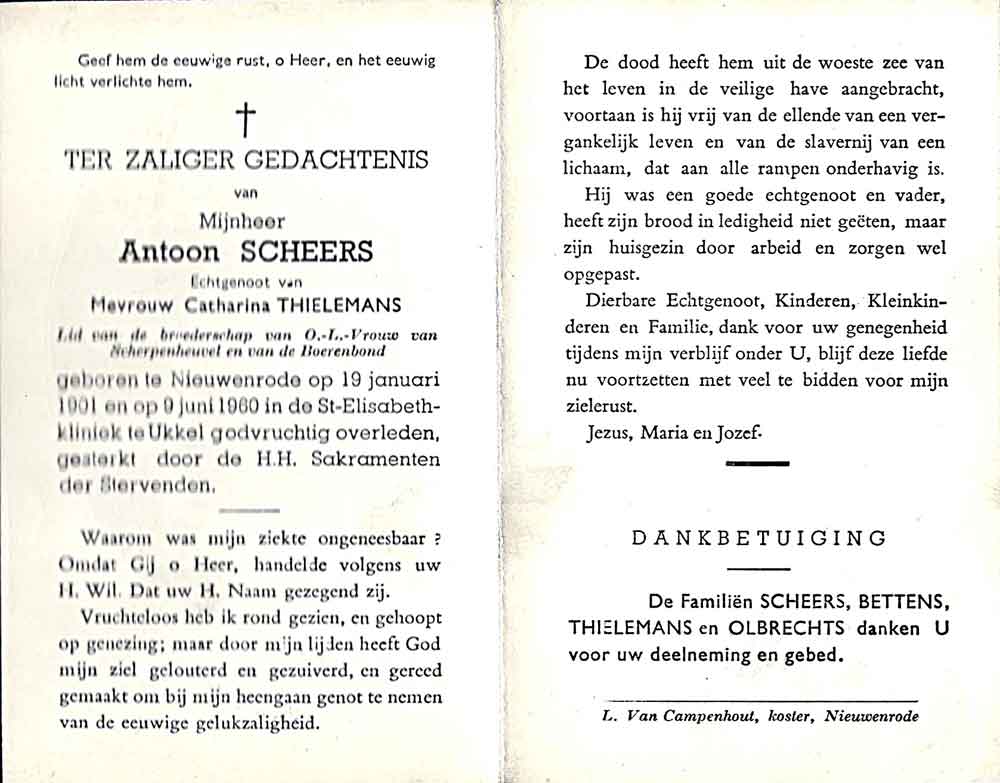 Geef hem de eeuwige rust, o Heer, en het eeuwig
licht verlichte hem.
TER ZALIGER GEDACHTENIS
van
Mijnheer
Antoon SCHEERS
Echtgenoot van
Mevrouw Catharina THIELEMANS
Lid van de broederschap van O.-L.-Vrouw van
Scherpenheuvel en van de Boerenbond
geboren te Nieuwenrode op 19 januari
1901 en op 9 juni 1960 in de St-Elisabeth-
kliniek te Ukkel godvruchtig overleden,
gesterkt door de H.H. Sakramenten
der Stervenden.
Waarom was mijn ziekte ongeneesbaar ?
Omdat Gij o Heer, handelde volgens uw
H. Wil. Dat uw H. Naam gezegend zij.
Vruchteloos heb ik rond gezien, en gehoopt
op genezing; maar door mijn lijden heeft God
mijn ziel gelouterd en gezuiverd, en gereed
gemaakt om bij mijn heengaan genot te nemen
van de eeuwige gelukzaligheid.
De dood heeft hem uit de woeste zee van
het leven in de veilige have aangebracht,
voortaan is hij vrij van de ellende van een ver-
gankelijk leven en van de slavernij van een
lichaam, dat aan alle rampen onderhavig is.
Hij was een goede echtgenoot en vader,
heeft zijn brood in ledigheid niet geëten, maar
zijn huisgezin door arbeid en zorgen wel
opgepast.
Dierbare Echtgenoot, Kinderen, Kleinkin-
deren en Familie, dank voor uw genegenheid
tijdens mijn verblijf onder U, blijf deze liefde
nu voortzetten met veel te bidden voor mijn
zielerust.
Jezus, Maria en Jozef.
DANKBETUIGING
De Familiën SCHEERS, BETTENS,
THIELEMANS en OLBRECHTS danken U
voor uw deelneming en gebed.
L. Van Campenhout, koster, Nieuwenrode